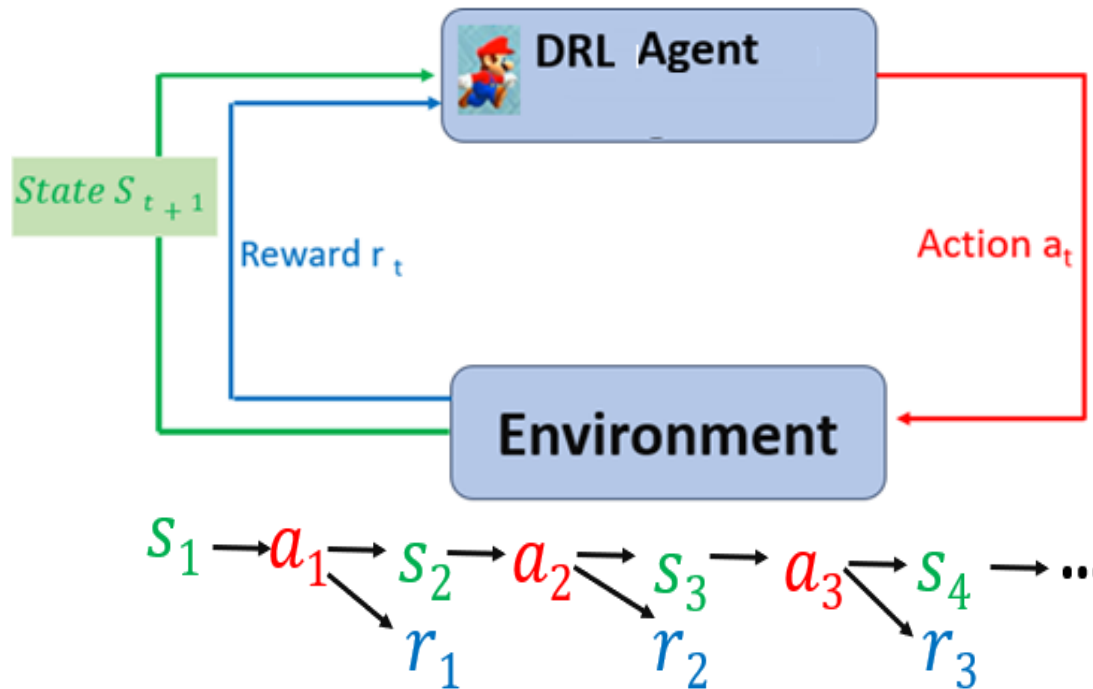 DRL Agent
State S t + 1
Reward r t
Action at
Environment
s1 a1 s2 a2 s3 a3 s4 ...
r1 r2 r3